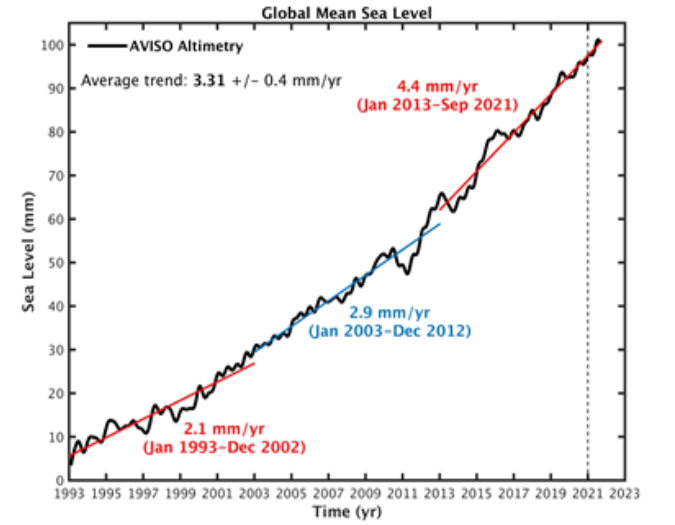 Global Mean Sea Level
AVISO Altimetry
Average trend: 3.31 +/- 0.4 mm/yr
4.4 mm/yr
(Jan 2013-Sep 2021)
2.9 mm/yr
(Jan 2003-Dec 2012)
2.1 mm/yr
(Jan 1993-Dec 2002)
Sea Level (mm)
100
90
80
70
60
50
40
30
20
10
0
1993 1995 1997 1999 2001 2003 2005 2007 2009 2011 2013 2015 2017 2019 2021 2023
Time (yr)